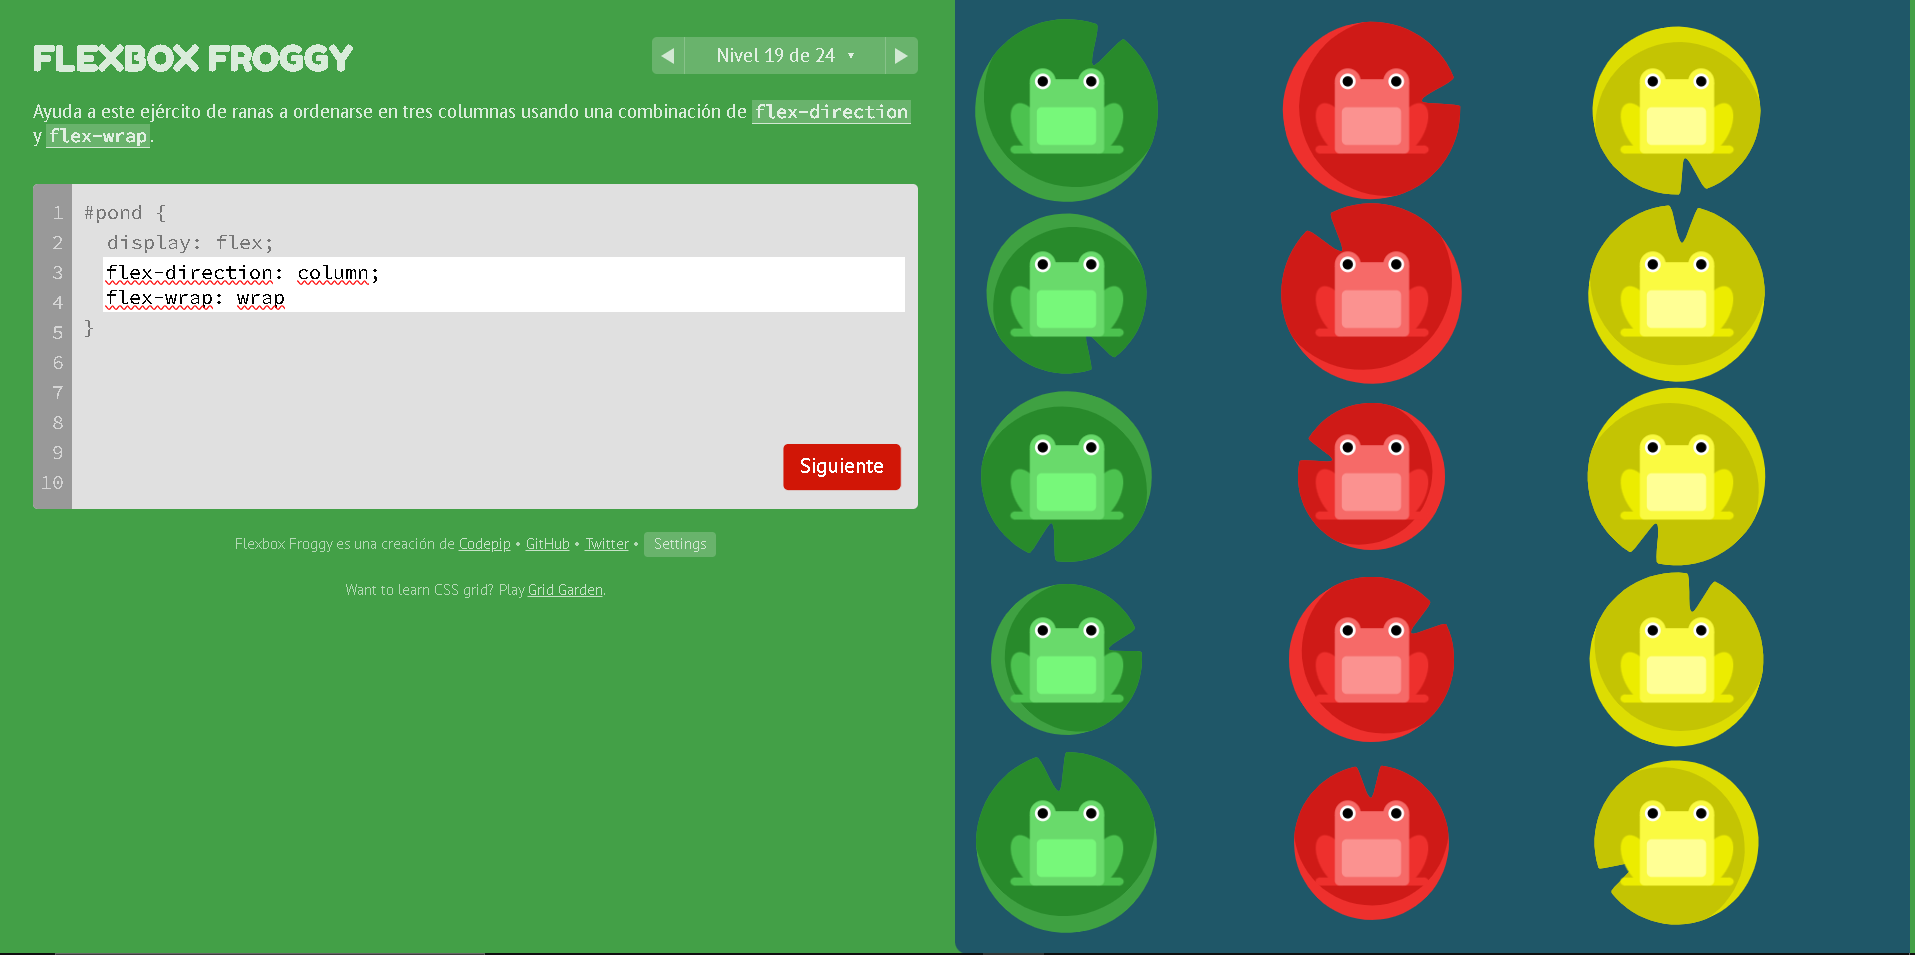 FLEXBOX FROGGY
Nivel 19 de 24
Ayuda a este ejército de ranas a ordenarse en tres columnas usando una combinación de flex-direction
y flex-wrap.
1 #pond {
2 display: flex;
3 flex-direction: column;
4 flex-wrap: wrap
5 }
6
7
8
9
10
Siguiente
Flexbox Froggy es una creación de Codepip • GitHub • Twitter • Settings
Want to learn CSS grid? Play Grid Garden.